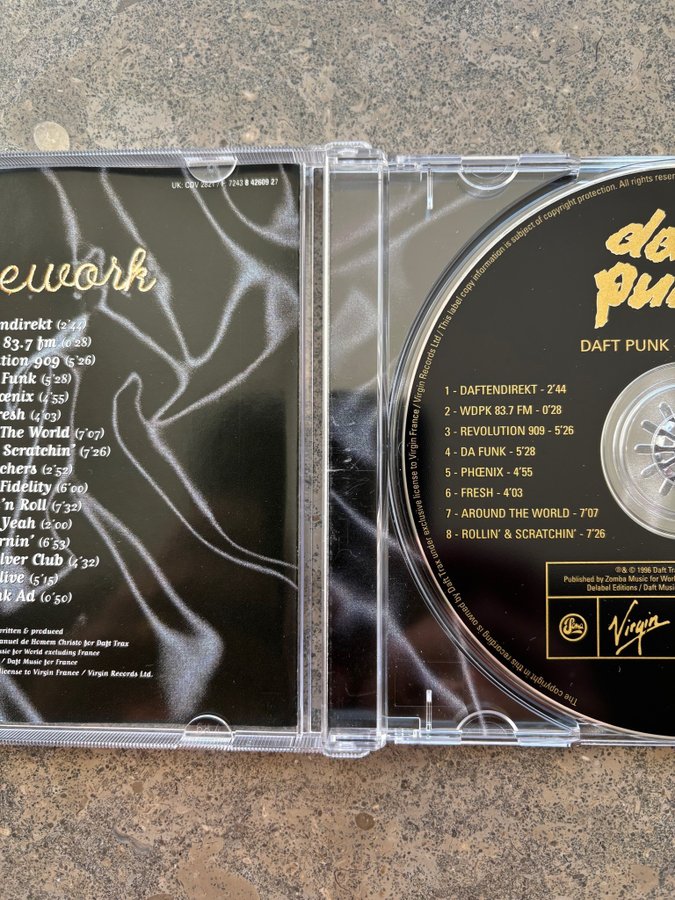 UK: CDV 2821 / F: 7243 8 42609 27
ework
endirekt (2'44)
83.7 fm (0'28)
tion 909 (5'26)
Funk (5'28)
œnix (4'55)
resh (4'03)
The World (7'07)
Scratchin' (7'26)
chers (2'52)
Fidelity (6'00)
'n Roll (7'32)
Yeah (2'00)
rnin' (6'53)
lver Club (4'32)
live (5'15)
nk Ad (0'50)
written & produced
manuel de Homem Christo for Daft Trax
usic for World excluding France
/ Daft Music for France
license to Virgin France / Virgin Records Ltd.
The copyright in this recording is owned by Daft Trax under exclusive license to Virgin France / Virgin Records Ltd / This label copy information is subject of copyright protection. All rights rese
da
pu
DAFT PUNK
1 - DAFTENDIREKT - 2'44
2 - WDPK 83.7 FM - 0'28
3 - REVOLUTION 909 - 5'26
4 - DA FUNK - 5'28
5 - PHŒNIX - 4'55
6 - FRESH - 4'03
7 - AROUND THE WORLD - 7'07
8 - ROLLIN' & SCRATCHIN' - 7'26
℗& © 1996 Daft Tra
Published by Zomba Music for Worl
Delabel Editions / Daft Musi
Virgin